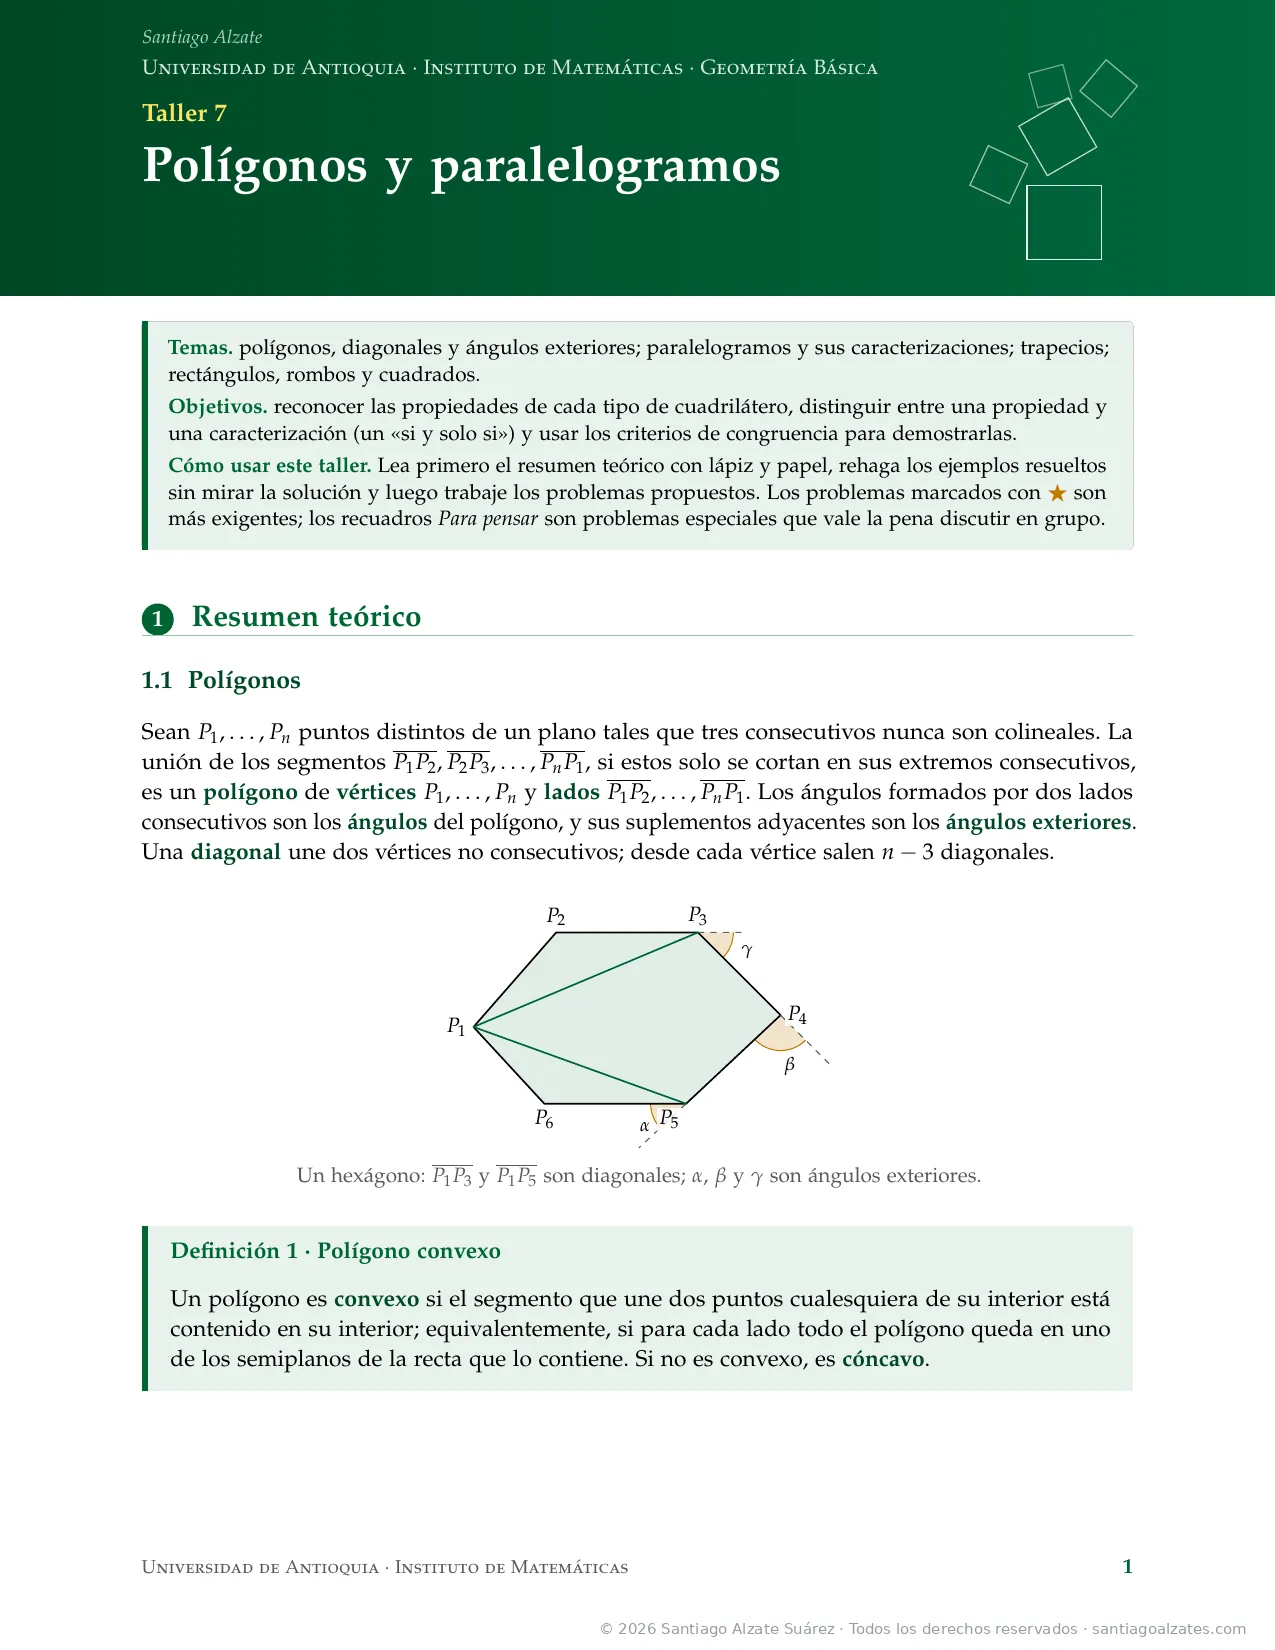 Santiago Alzate
Universidad de Antioquia · Instituto de Matemáticas · Geometría Básica
Taller 7
Polígonos y paralelogramos
Temas. polígonos, diagonales y ángulos exteriores; paralelogramos y sus caracterizaciones; trapecios;
rectángulos, rombos y cuadrados.
Objetivos. reconocer las propiedades de cada tipo de cuadrilátero, distinguir entre una propiedad y
una caracterización (un «si y solo si») y usar los criterios de congruencia para demostrarlas.
Cómo usar este taller. Lea primero el resumen teórico con lápiz y papel, rehaga los ejemplos resueltos
sin mirar la solución y luego trabaje los problemas propuestos. Los problemas marcados con ★ son
más exigentes; los recuadros Para pensar son problemas especiales que vale la pena discutir en grupo.
1 Resumen teórico
1.1 Polígonos
Sean P₁, . . . , Pₙ puntos distintos de un plano tales que tres consecutivos nunca son colineales. La
unión de los segmentos P̅₁̅P̅₂̅, P̅₂̅P̅₃̅, . . . , P̅ₙ̅P̅₁̅, si estos solo se cortan en sus extremos consecutivos,
es un polígono de vértices P₁, . . . , Pₙ y lados P̅₁̅P̅₂̅, . . . , P̅ₙ̅P̅₁̅. Los ángulos formados por dos lados
consecutivos son los ángulos del polígono, y sus suplementos adyacentes son los ángulos exteriores.
Una diagonal une dos vértices no consecutivos; desde cada vértice salen n − 3 diagonales.
P₂
P₃
γ
P₁
P₄
β
P₆
α
P₅
Un hexágono: P̅₁̅P̅₃̅ y P̅₁̅P̅₅̅ son diagonales; α, β y γ son ángulos exteriores.
Definición 1 · Polígono convexo
Un polígono es convexo si el segmento que une dos puntos cualesquiera de su interior está
contenido en su interior; equivalentemente, si para cada lado todo el polígono queda en uno
de los semiplanos de la recta que lo contiene. Si no es convexo, es cóncavo.
Universidad de Antioquia · Instituto de Matemáticas
1
© 2026 Santiago Alzate Suárez · Todos los derechos reservados · santiagoalzates.com